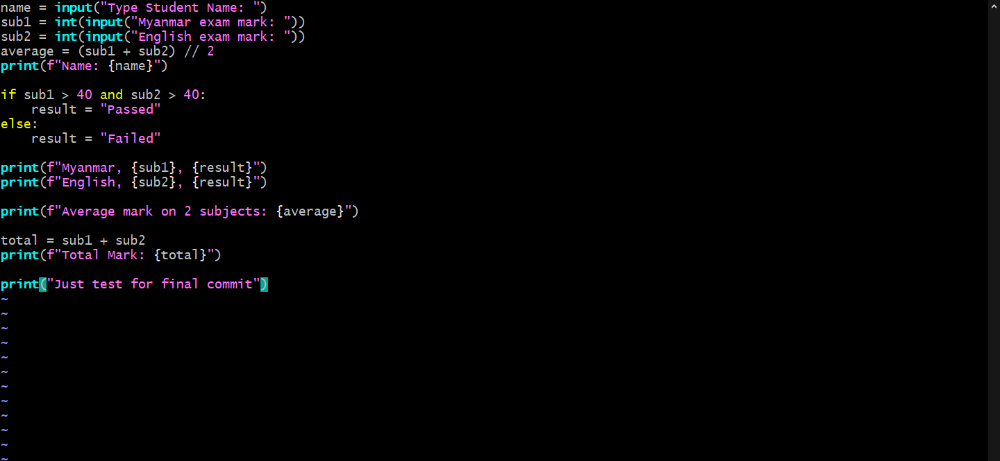 name = input("Type Student Name: ")
sub1 = int(input("Myanmar exam mark: "))
sub2 = int(input("English exam mark: "))
average = (sub1 + sub2) // 2
print(f"Name: {name}")

if sub1 > 40 and sub2 > 40:
    result = "Passed"
else:
    result = "Failed"

print(f"Myanmar, {sub1}, {result}")
print(f"English, {sub2}, {result}")

print(f"Average mark on 2 subjects: {average}")

total = sub1 + sub2
print(f"Total Mark: {total}")

print("Just test for final commit")
~
~
~
~
~
~
~
~
~
~
~
~